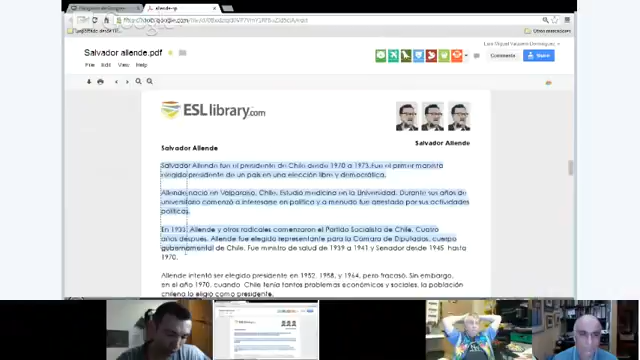 Salvador allende.pdf
File Edit View Help
Comments
Share
ESLlibrary.com
Salvador Allende
Salvador Allende
Salvador Allende fue el presidente de Chile desde 1970 a 1973. Fue el primer marxista
elegido presidente de un país en una elección libre y democrática.
Allende nació en Valparaíso, Chile. Estudió medicina en la Universidad. Durante sus años de
universitario comenzó a interesarse en política y a menudo fue arrestado por sus actividades
políticas.
En 1933, Allende y otros radicales comenzaron el Partido Socialista de Chile. Cuatro
años después, Allende fue elegido representante para la Cámara de Diputados, cuerpo
gubernamental de Chile. Fue ministro de salud de 1939 a 1941 y Senador desde 1945 hasta
1970.
Allende intentó ser elegido presidente en 1952, 1958, y 1964, pero fracasó. Sin embargo,
en el año 1970, cuando Chile tenía tantos problemas económicos y sociales, la población
chilena lo eligió como presidente.